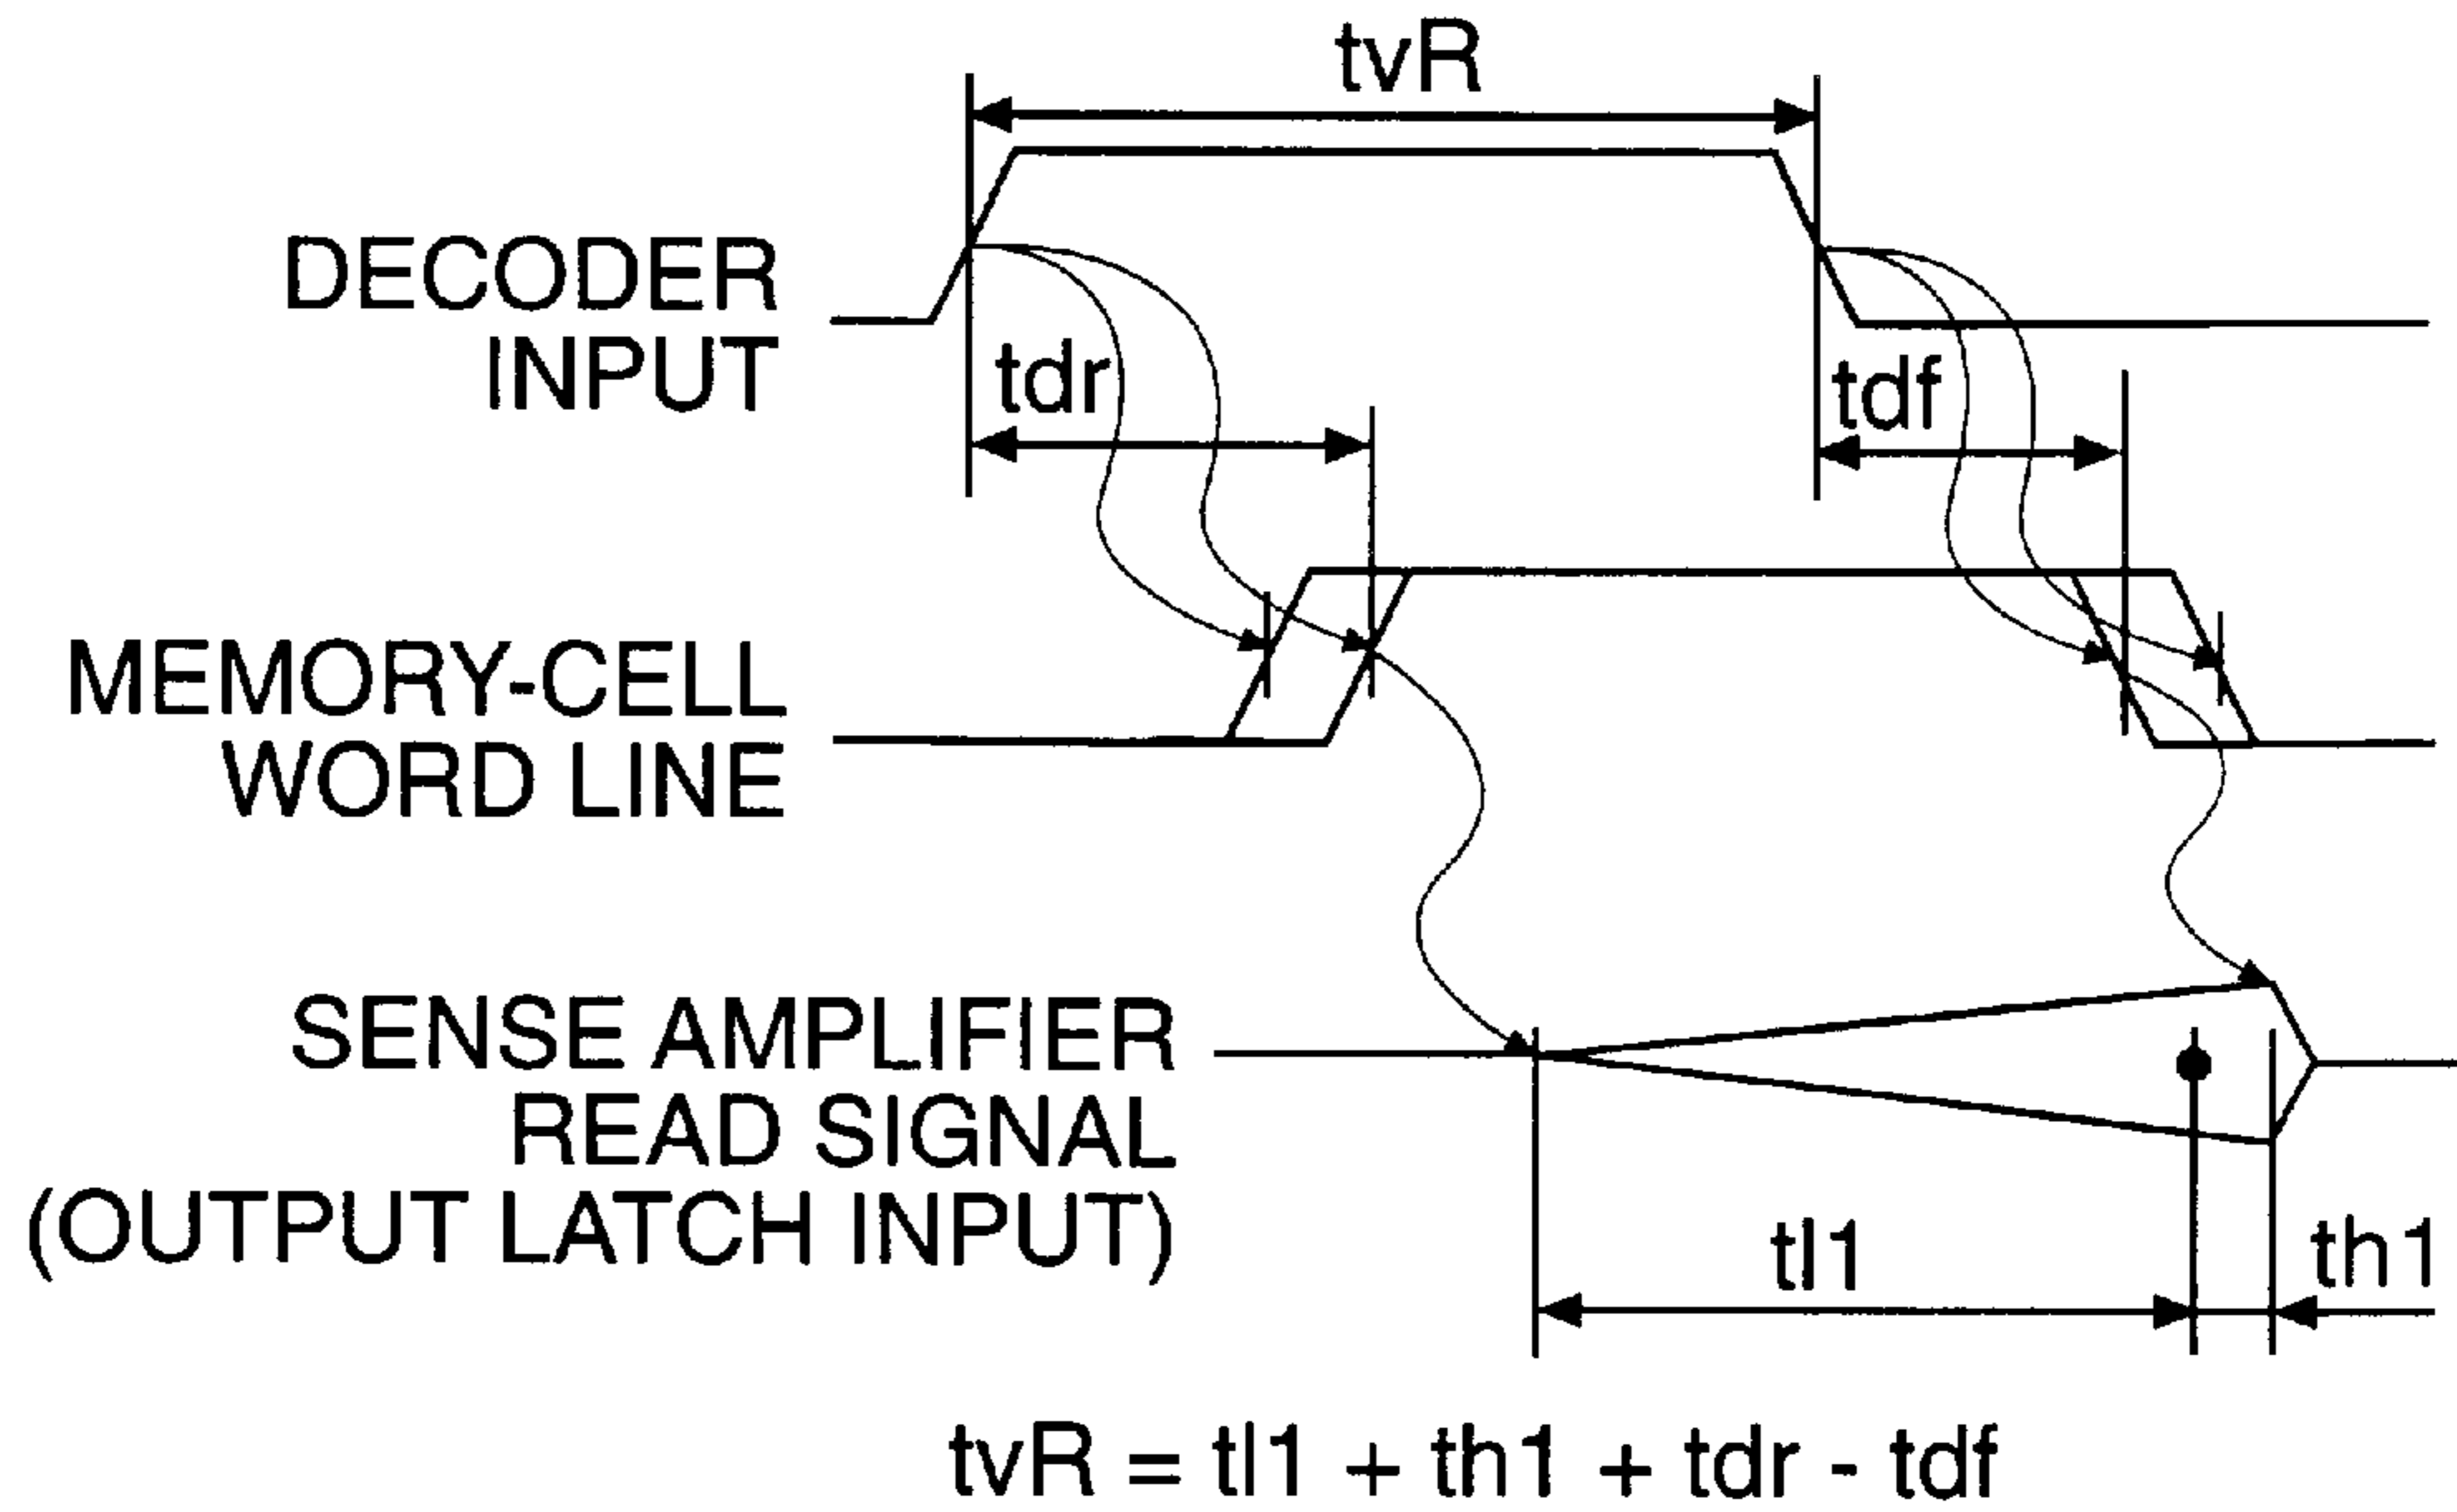 tvR
DECODER
INPUT
tdr
tdf
MEMORY-CELL
WORD LINE
SENSE AMPLIFIER
READ SIGNAL
(OUTPUT LATCH INPUT)
tl1
th1
tvR = tl1 + th1 + tdr - tdf